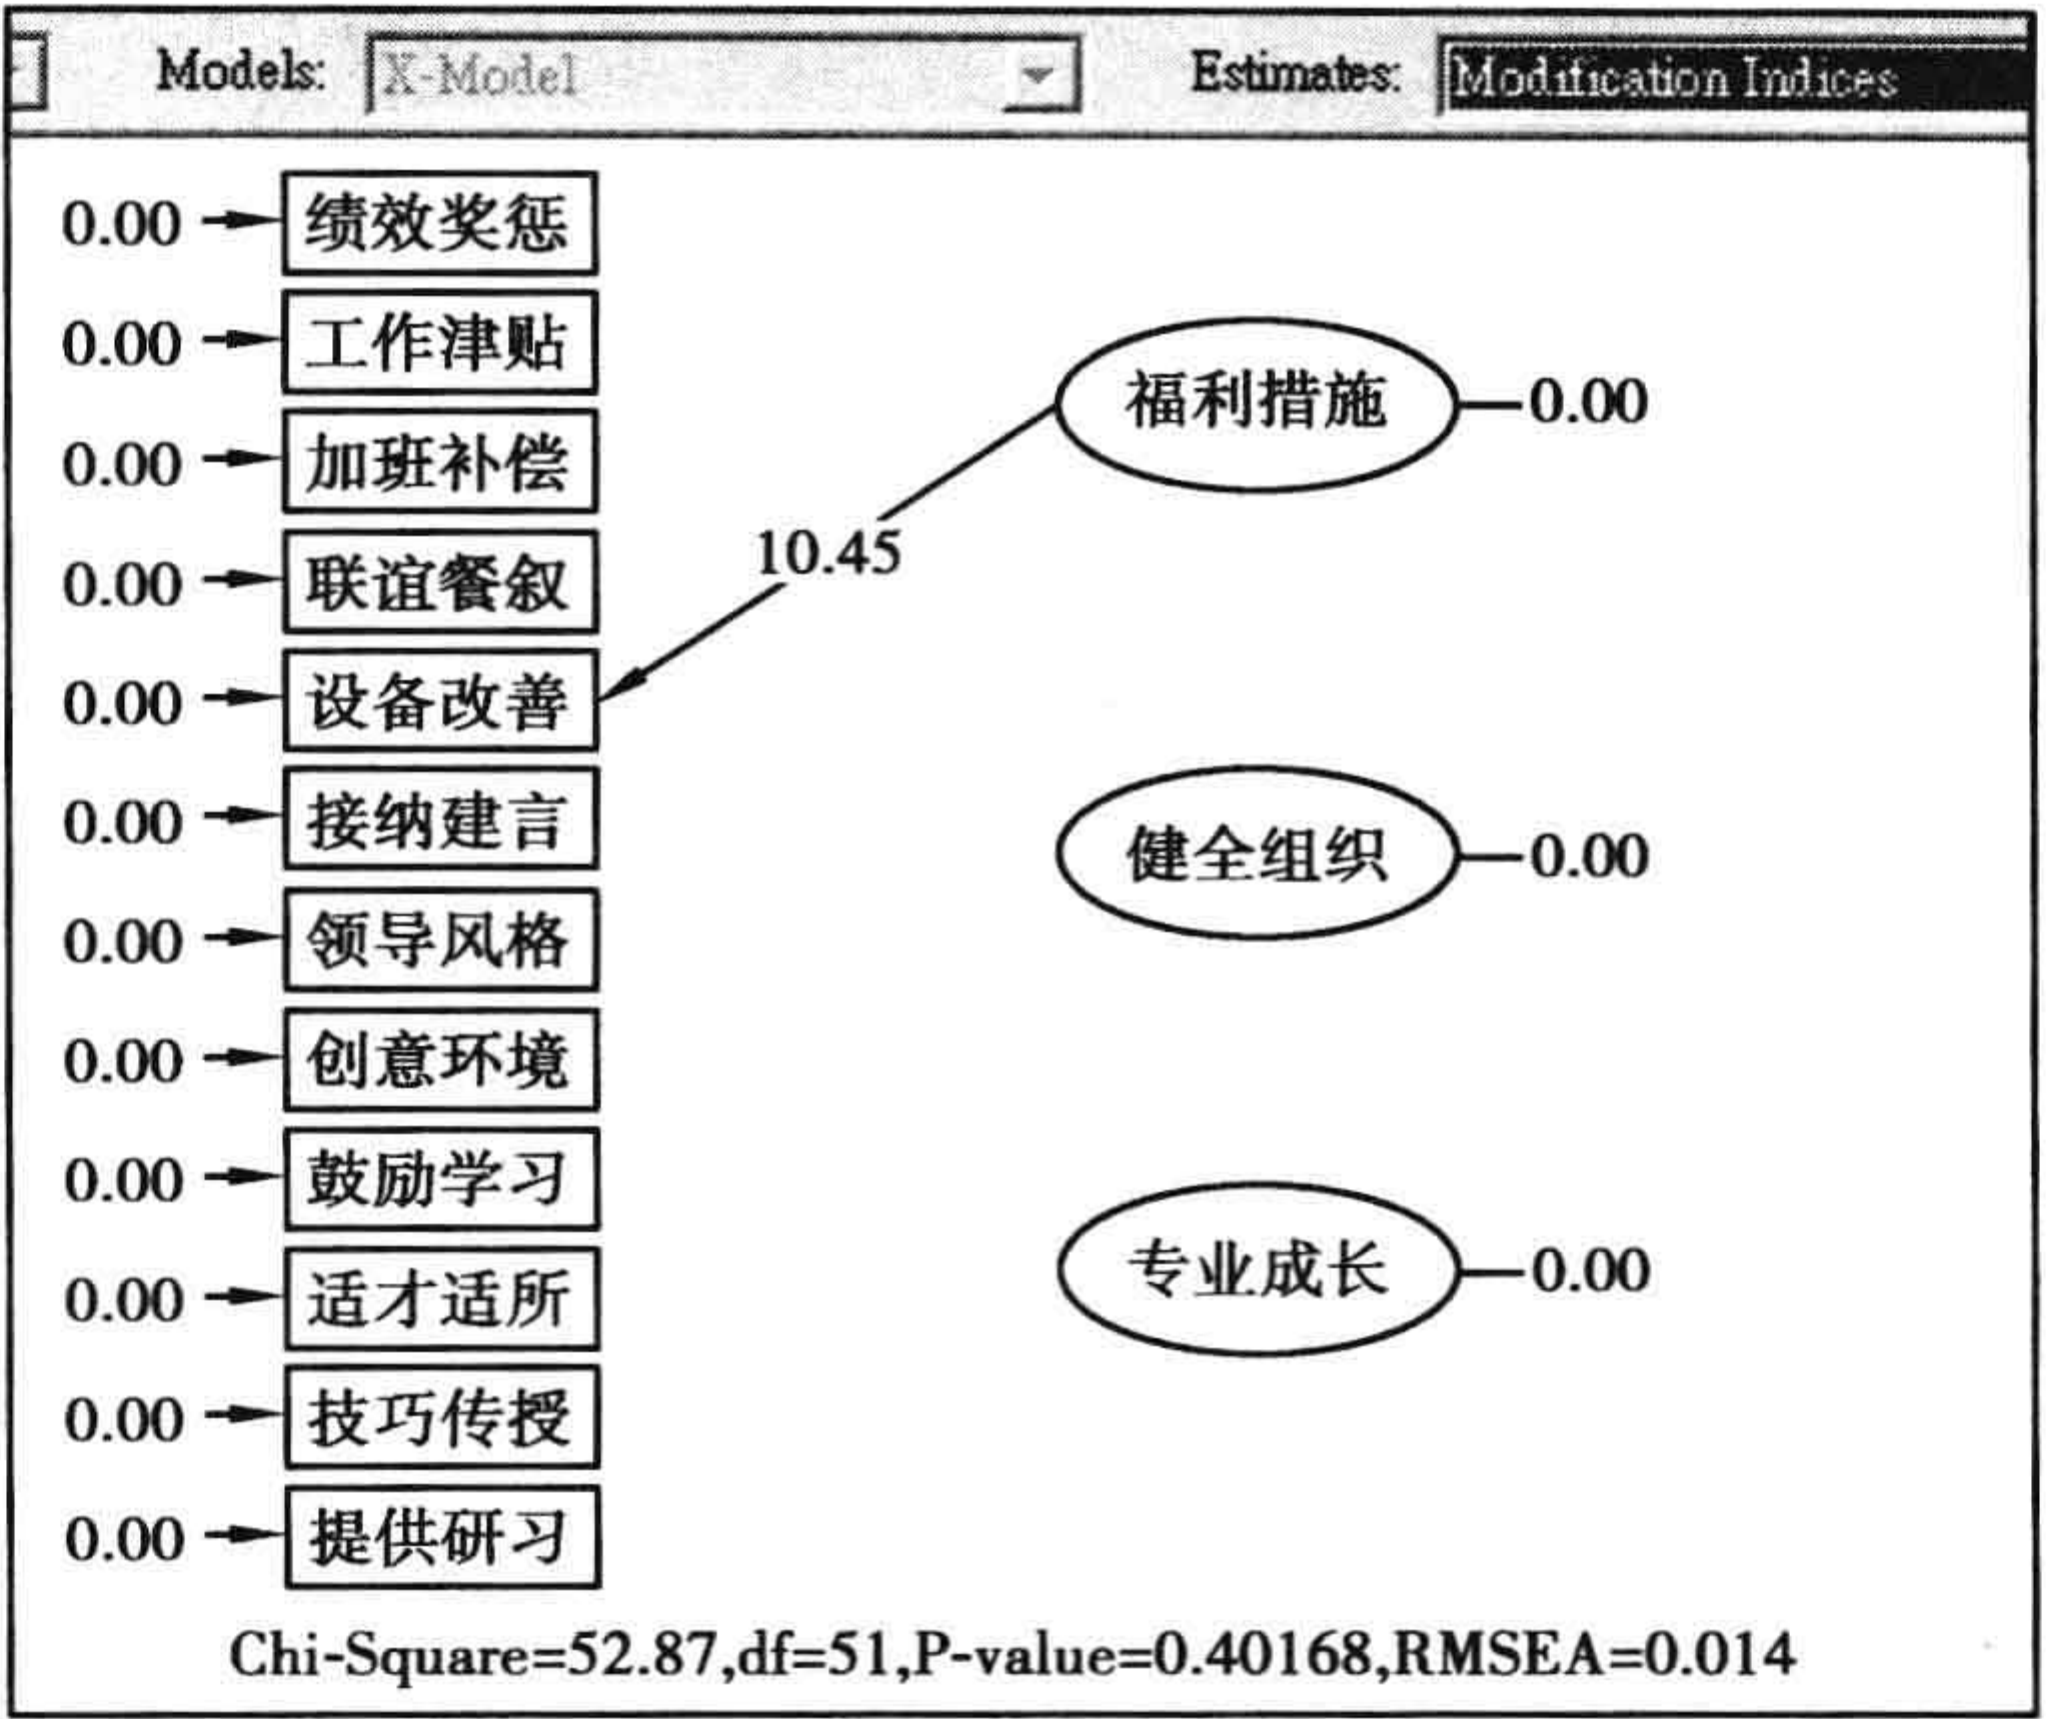 Models: X-Model Estimates: Modification Indices
0.00 绩效奖惩
0.00 工作津贴
福利措施 0.00
0.00 加班补偿
10.45
0.00 联谊餐叙
0.00 设备改善
0.00 接纳建言
健全组织 0.00
0.00 领导风格
0.00 创意环境
0.00 鼓励学习
专业成长 0.00
0.00 适才适所
0.00 技巧传授
0.00 提供研习
Chi-Square=52.87,df=51,P-value=0.40168,RMSEA=0.014